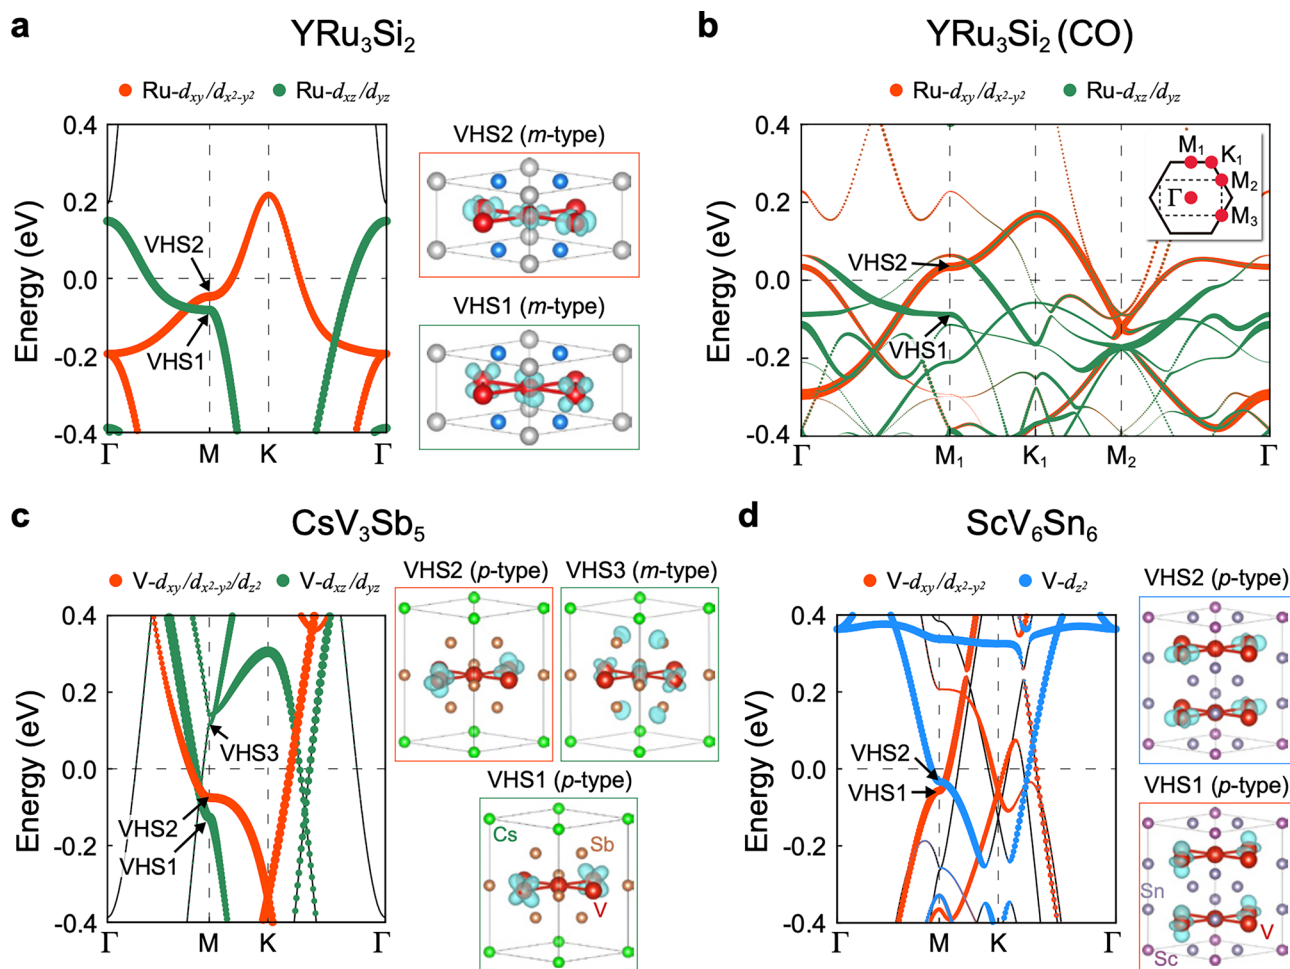 a
YRu3Si2
Ru-dxy/dx²-y²
Ru-dxz/dyz
Energy (eV)
0.4
0.2
0.0
-0.2
-0.4
VHS2
VHS1
Γ
M
K
Γ
VHS2 (m-type)
VHS1 (m-type)
b
YRu3Si2 (CO)
Ru-dxy/dx²-y²
Ru-dxz/dyz
Energy (eV)
0.4
0.2
0.0
-0.2
-0.4
VHS2
VHS1
M1
K1
Γ
M2
M3
Γ
M1
K1
M2
Γ
c
CsV3Sb5
V-dxy/dx²-y²/dz²
V-dxz/dyz
Energy (eV)
0.4
0.2
0.0
-0.2
-0.4
VHS3
VHS2
VHS1
Γ
M
K
Γ
VHS2 (p-type)
VHS3 (m-type)
VHS1 (p-type)
Cs
Sb
V
d
ScV6Sn6
V-dxy/dx²-y²
V-dz²
Energy (eV)
0.4
0.2
0.0
-0.2
-0.4
VHS2
VHS1
Γ
M
K
Γ
VHS2 (p-type)
VHS1 (p-type)
Sn
V
Sc